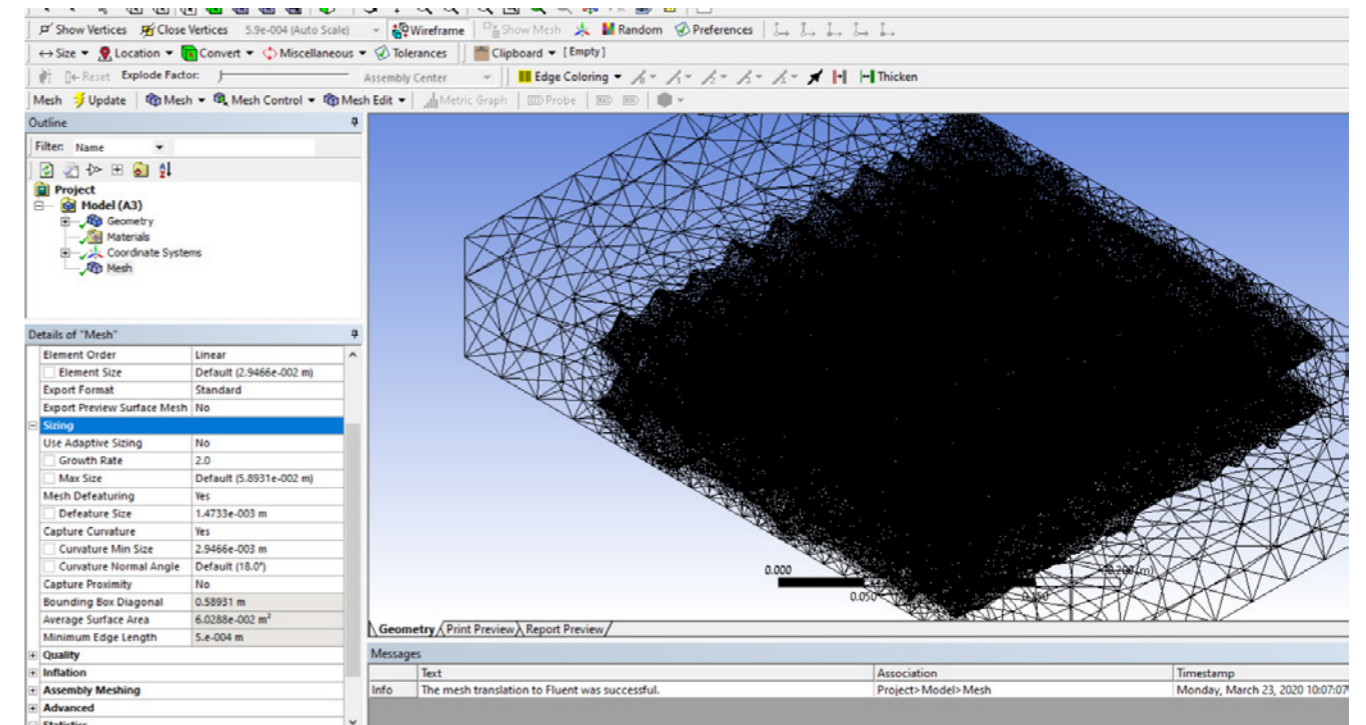 Show Vertices Close Vertices 5.9e-004 (Auto Scale) Wireframe Show Mesh Random Preferences
Size Location Convert Miscellaneous Tolerances Clipboard [Empty]
Reset Explode Factor: Assembly Center Edge Coloring Thicken
Mesh Update Mesh Mesh Control Mesh Edit Metric Graph Probe
Outline
Filter: Name
Project
Model (A3)
Geometry
Materials
Coordinate Systems
Mesh
Details of "Mesh"
Element Order Linear
Element Size Default (2.9466e-002 m)
Export Format Standard
Export Preview Surface Mesh No
Sizing
Use Adaptive Sizing No
Growth Rate 2.0
Max Size Default (5.8931e-002 m)
Mesh Defeaturing Yes
Defeature Size 1.4733e-003 m
Capture Curvature Yes
Curvature Min Size 2.9466e-003 m
Curvature Normal Angle Default (18.0°)
Capture Proximity No
Bounding Box Diagonal 0.58931 m
Average Surface Area 6.0288e-002 m²
Minimum Edge Length 5.e-004 m
Quality
Inflation
Assembly Meshing
Advanced
Statistics
0.000 0.200 (m)
0.050 0.150
Geometry Print Preview Report Preview
Messages
Text Association Timestamp
Info The mesh translation to Fluent was successful. Project>Model>Mesh Monday, March 23, 2020 10:07:07